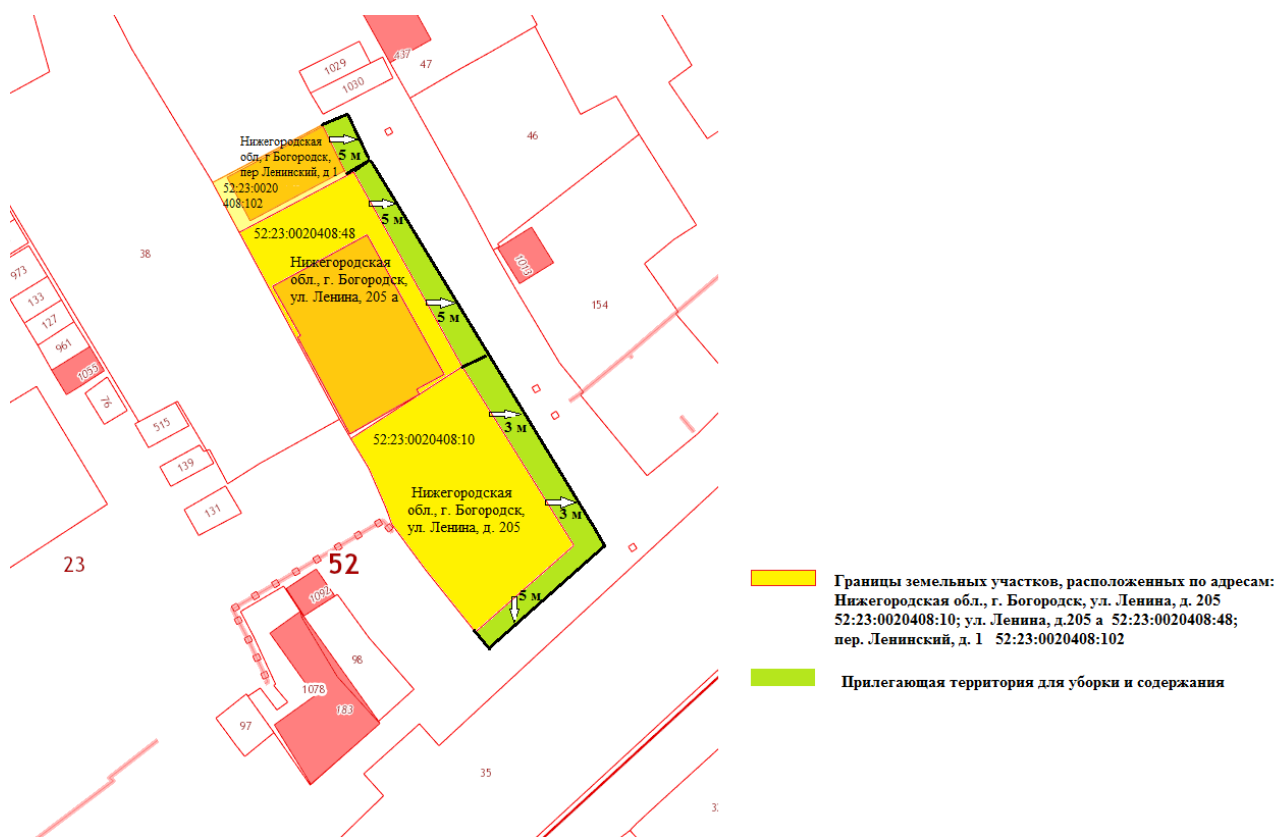 437
47
1029
1030
46
Нижегородская
обл, г Богородск,
пер Ленинский, д 1
5 м
52:23:0020
408:102
5 м
52:23:0020408:48
38
Нижегородская
обл., г. Богородск,
ул. Ленина, 205 а
1013
973
133
127
961
1055
76
154
5 м
515
139
131
3 м
52:23:0020408:10
Нижегородская
обл., г. Богородск,
ул. Ленина, д. 205
3 м
23
52
1092
5 м
98
1078
183
97
35
Границы земельных участков, расположенных по адресам:
Нижегородская обл., г. Богородск, ул. Ленина, д. 205
52:23:0020408:10; ул. Ленина, д.205 а 52:23:0020408:48;
пер. Ленинский, д. 1 52:23:0020408:102
Прилегающая территория для уборки и содержания